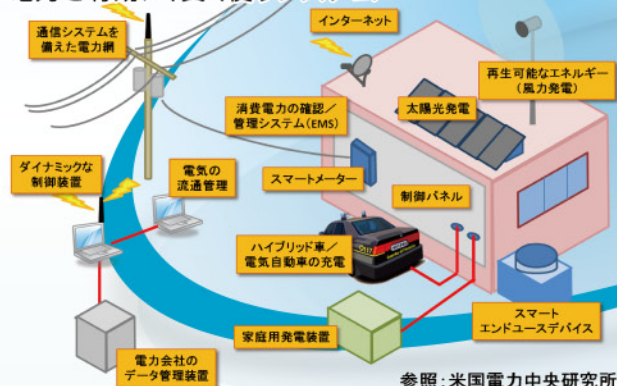 通信システムを
備えた電力網
インターネット
再生可能なエネルギー
(風力発電)
消費電力の確認/
管理システム(EMS)
太陽光発電
ダイナミックな
制御装置
電気の
流通管理
スマートメーター
制御パネル
ハイブリッド車/
電気自動車の充電
家庭用発電装置
スマート
エンドユースデバイス
電力会社の
データ管理装置
参照:米国電力中央研究所